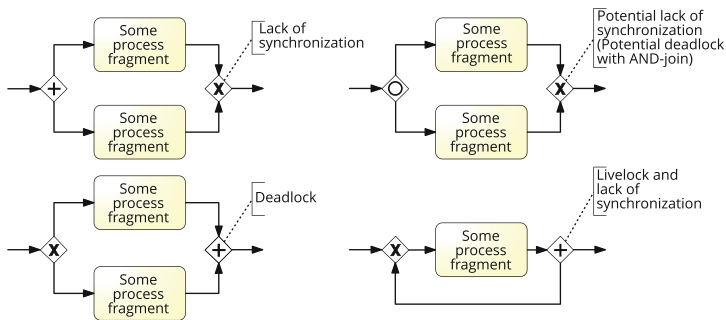 Some
process
fragment
Lack of
synchronization
+
X
Some
process
fragment
Some
process
fragment
Potential lack of
synchronization
(Potential deadlock
with AND-join)
X
Some
process
fragment
Some
process
fragment
Deadlock
X
+
Some
process
fragment
Livelock and
lack of
synchronization
X
Some
process
fragment
+